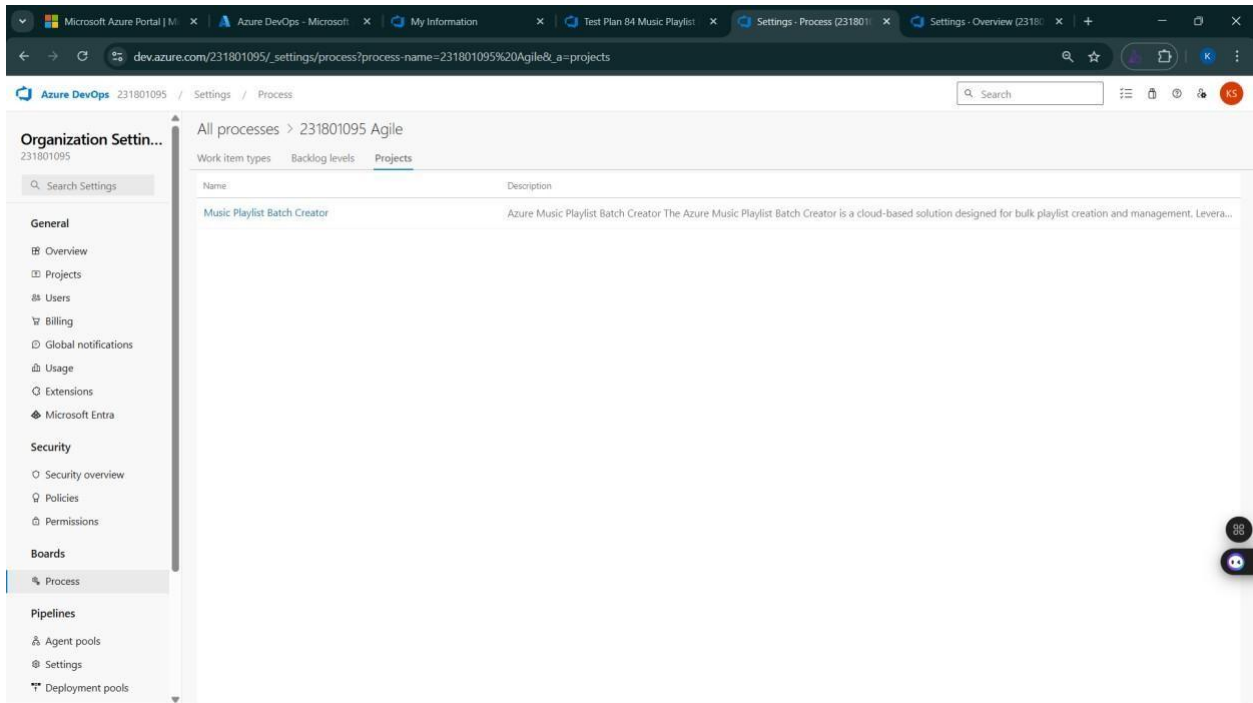 Microsoft Azure Portal | Mi
Azure DevOps - Microsoft
My Information
Test Plan 84 Music Playlist
Settings - Process (231801
Settings - Overview (23180
dev.azure.com/231801095/_settings/process?process-name=231801095%20Agile&_a=projects
K
Azure DevOps 231801095 / Settings / Process
Search
KS
Organization Settin...
231801095
Search Settings
General
Overview
Projects
Users
Billing
Global notifications
Usage
Extensions
Microsoft Entra
Security
Security overview
Policies
Permissions
Boards
Process
Pipelines
Agent pools
Settings
Deployment pools
All processes > 231801095 Agile
Work item types Backlog levels Projects
Name Description
Music Playlist Batch Creator Azure Music Playlist Batch Creator The Azure Music Playlist Batch Creator is a cloud-based solution designed for bulk playlist creation and management. Levera...